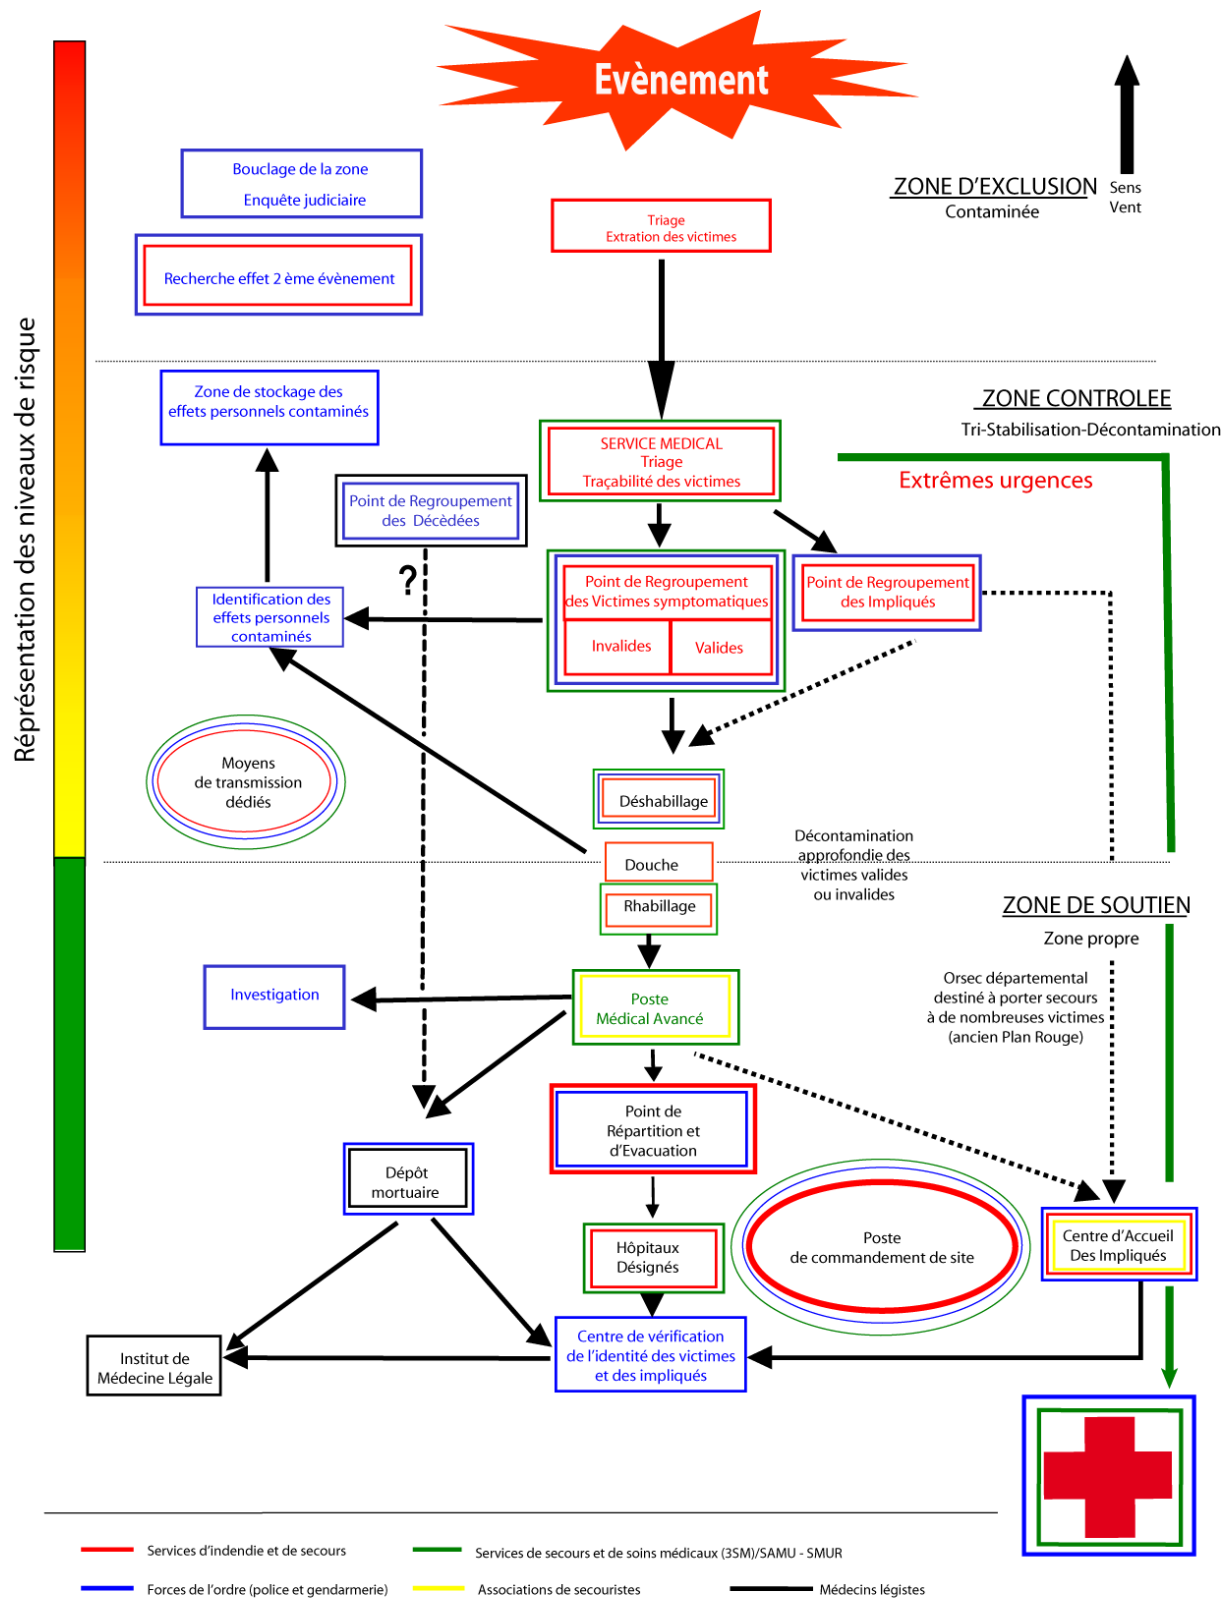 Evènement
Réprésentation des niveaux de risque
Bouclage de la zone
Enquête judiciaire
ZONE D'EXCLUSION
Contaminée
Sens
Vent
Triage
Extration des victimes
Recherche effet 2 ème évènement
Zone de stockage des
effets personnels contaminés
ZONE CONTROLEE
Tri-Stabilisation-Décontamination
Extrêmes urgences
SERVICE MEDICAL
Triage
Traçabilité des victimes
Point de Regroupement
des Décèdées
?
Point de Regroupement
des Victimes symptomatiques
Invalides
Valides
Point de Regroupement
des Impliqués
Identification des
effets personnels
contaminés
Moyens
de transmission
dédiés
Déshabillage
Douche
Rhabillage
Décontamination
approfondie des
victimes valides
ou invalides
ZONE DE SOUTIEN
Zone propre
Orsec départemental
destiné à porter secours
à de nombreuses victimes
(ancien Plan Rouge)
Investigation
Poste
Médical Avancé
Point de
Répartition et
d'Evacuation
Dépôt
mortuaire
Hôpitaux
Désignés
Poste
de commandement de site
Centre d'Accueil
Des Impliqués
Institut de
Médecine Légale
Centre de vérification
de l'identité des victimes
et des impliqués
Services d'indendie et de secours
Services de secours et de soins médicaux (3SM)/SAMU - SMUR
Forces de l'ordre (police et gendarmerie)
Associations de secouristes
Médecins légistes